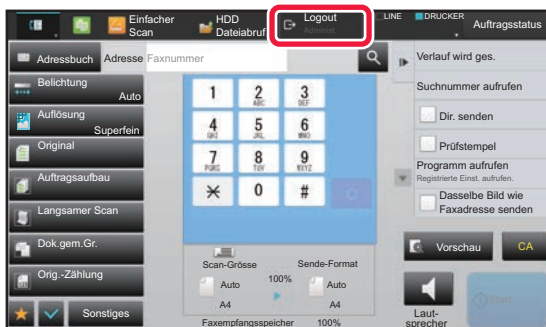 Einfacher Scan
HDD Dateiabruf
Logout
Administ.
LINE
DRUCKER
Auftragsstatus
Adressbuch
Adresse
Faxnummer
Belichtung
Auto
Auflösung
Superfein
Original
Auftragsaufbau
Langsamer Scan
Dok.gem.Gr.
Orig.-Zählung
Sonstiges
1
2
ABC
3
DEF
4
GHI
5
JKL
6
MNO
7
PQRS
8
TUV
9
WXYZ
0
#
C
Scan-Grösse
Auto
A4
100%
Sende-Format
Auto
A4
Faxempfangsspeicher 100%
Verlauf wird ges.
Suchnummer aufrufen
Dir. senden
Prüfstempel
Programm aufrufen
Registrierte Einst. aufrufen.
Dasselbe Bild wie
Faxadresse senden
Vorschau
CA
Laut-
sprecher
Start